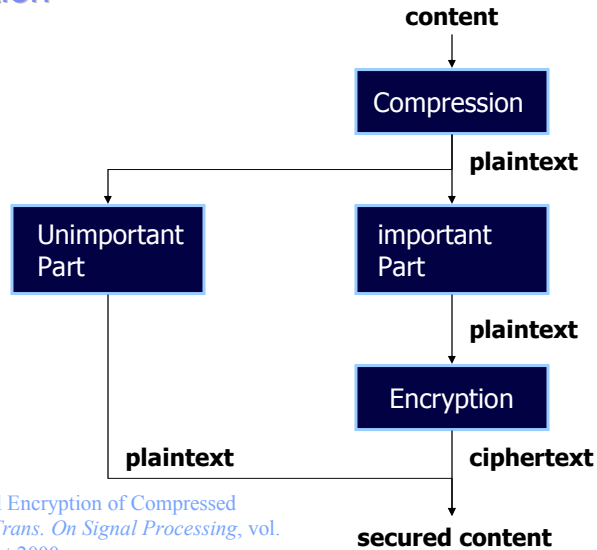 content
Compression
plaintext
Unimportant
Part
important
Part
plaintext
Encryption
plaintext
ciphertext
Encryption of Compressed
Trans. On Signal Processing, vol.
2000
secured content